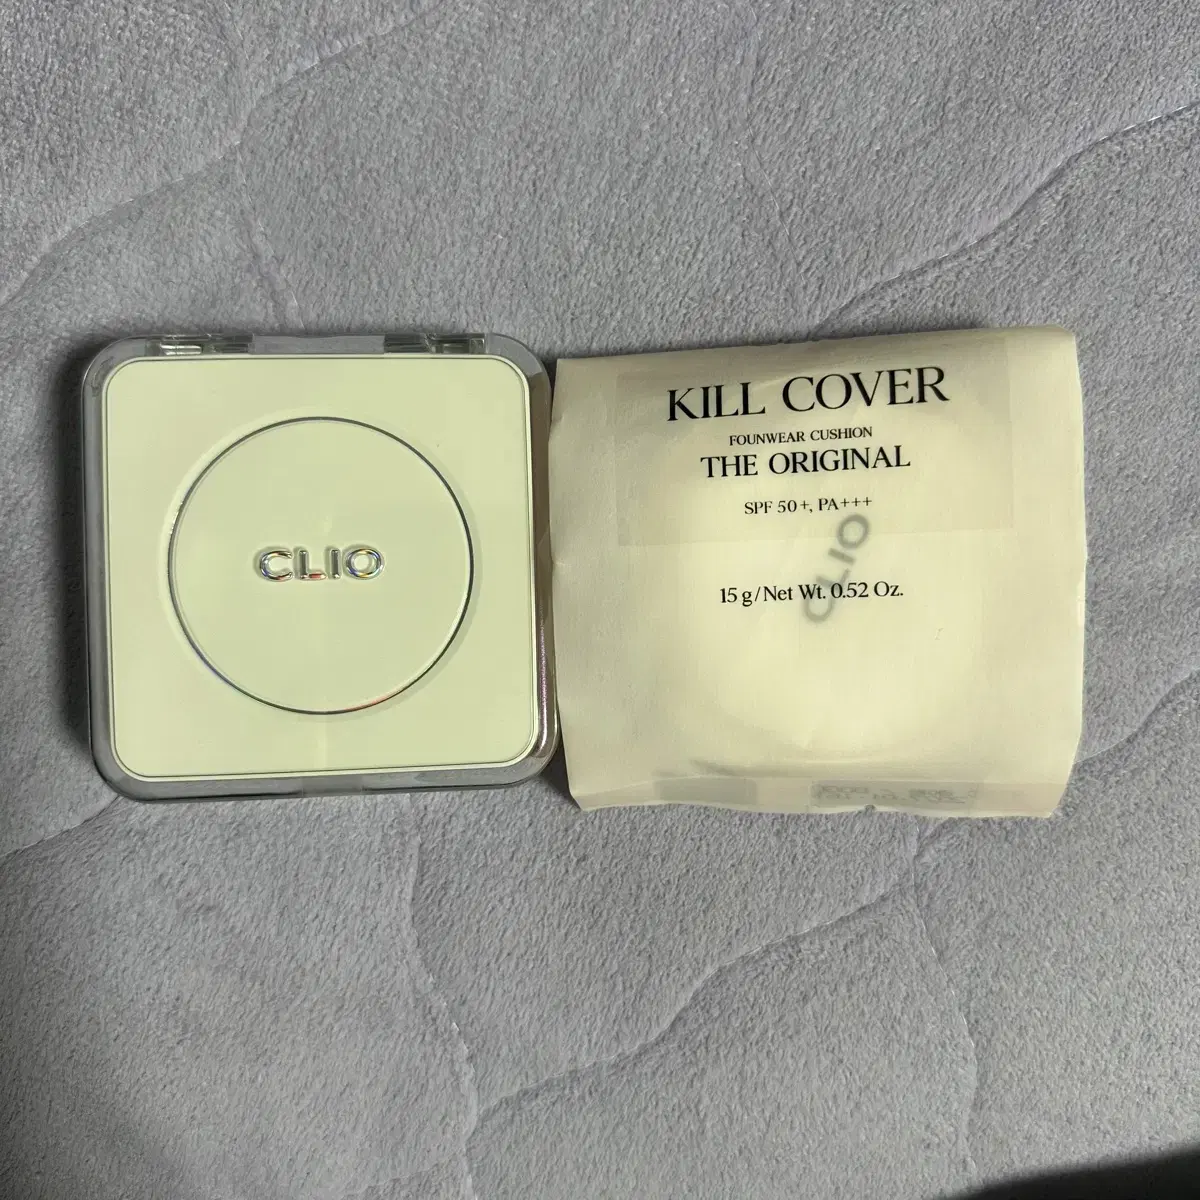 CLIO
KILL COVER
FOUNWEAR CUSHION
THE ORIGINAL
SPF 50+, PA+++
CLIO
15 g/Net Wt. 0.52 Oz.